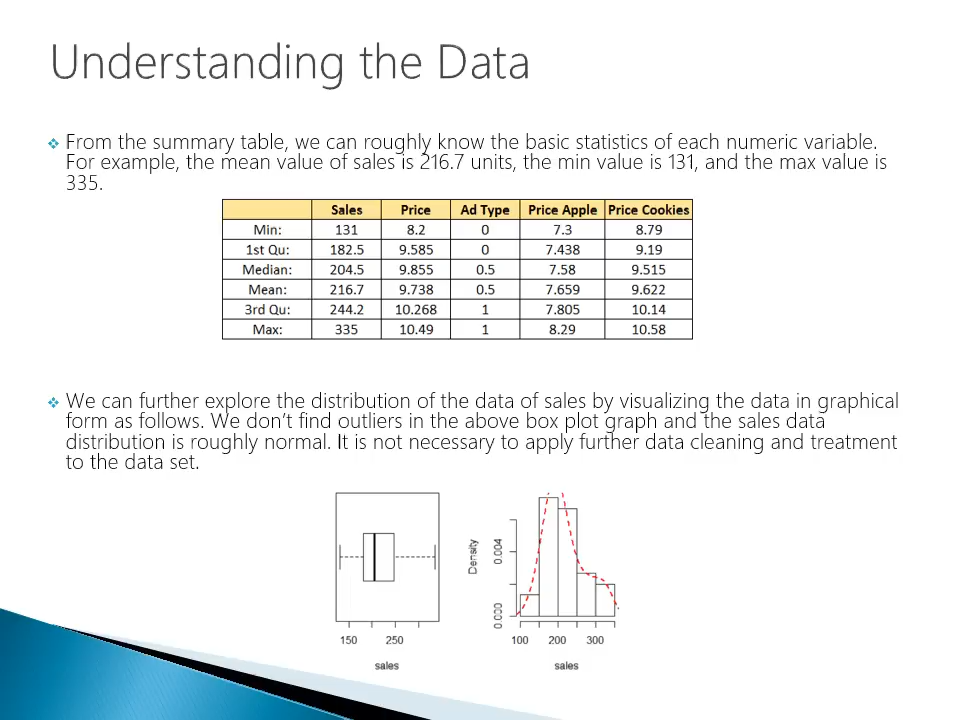 Understanding the Data
From the summary table, we can roughly know the basic statistics of each numeric variable.
For example, the mean value of sales is 216.7 units, the min value is 131, and the max value is
335.
Sales Price Ad Type Price Apple Price Cookies
Min: 131 8.2 0 7.3 8.79
1st Qu: 182.5 9.585 0 7.438 9.19
Median: 204.5 9.855 0.5 7.58 9.515
Mean: 216.7 9.738 0.5 7.659 9.622
3rd Qu: 244.2 10.268 1 7.805 10.14
Max: 335 10.49 1 8.29 10.58
We can further explore the distribution of the data of sales by visualizing the data in graphical
form as follows. We don't find outliers in the above box plot graph and the sales data
distribution is roughly normal. It is not necessary to apply further data cleaning and treatment
to the data set.
150 250
sales
Density
0.000 0.004
100 200 300
sales